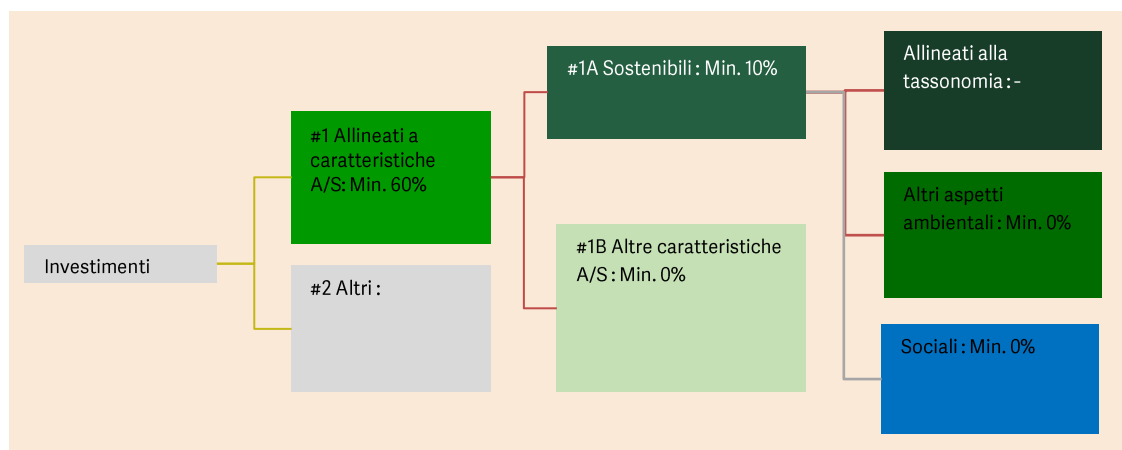 Investimenti
#1 Allineati a
caratteristiche
A/S: Min. 60%
#2 Altri :
#1A Sostenibili : Min. 10%
#1B Altre caratteristiche
A/S : Min. 0%
Allineati alla
tassonomia : -
Altri aspetti
ambientali : Min. 0%
Sociali : Min. 0%